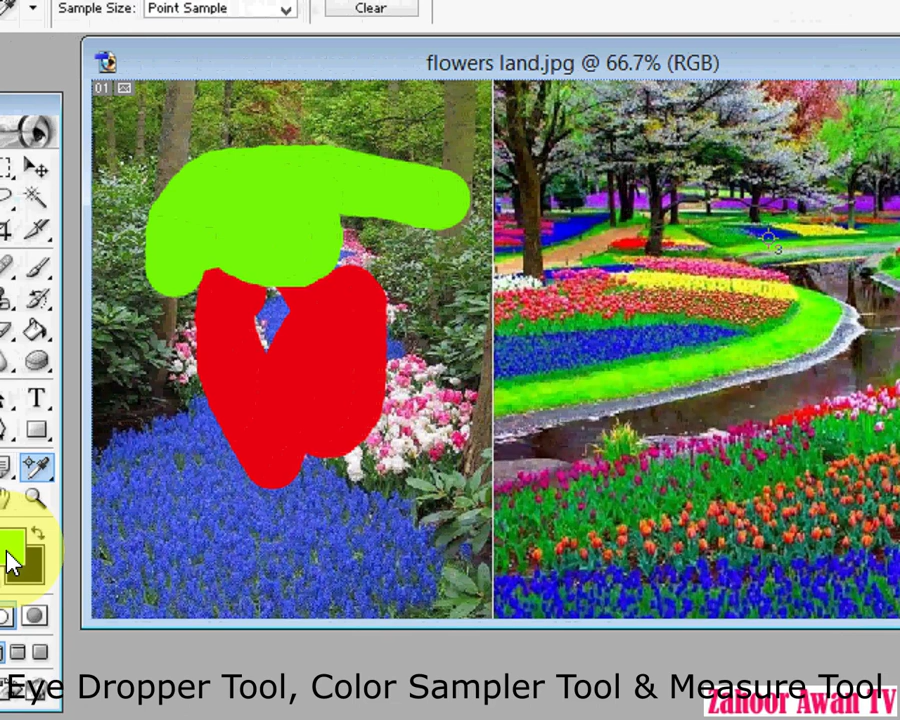 Sample Size: Point Sample Clear
flowers land.jpg @ 66.7% (RGB)
01
3
T
Eye Dropper Tool, Color Sampler Tool & Measure Tool
Zahoor Awan TV